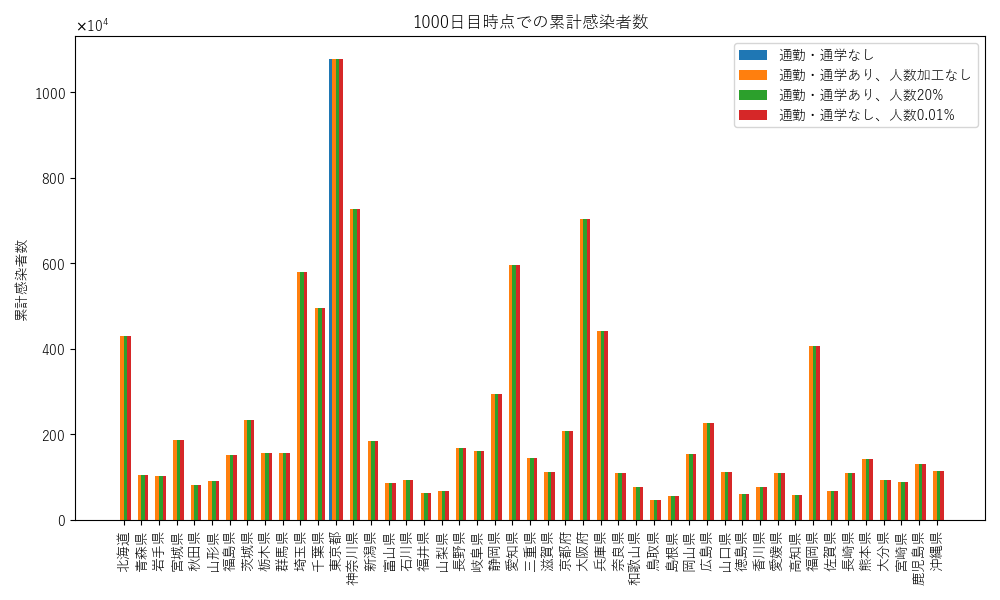 1000日目時点での累計感染者数
×10⁴
通勤・通学なし
通勤・通学あり、人数加工なし
通勤・通学あり、人数20%
通勤・通学なし、人数0.01%
累計感染者数
1000
800
600
400
200
0
北海道
青森県
岩手県
宮城県
秋田県
山形県
福島県
茨城県
栃木県
群馬県
埼玉県
千葉県
東京都
神奈川県
新潟県
富山県
石川県
福井県
山梨県
長野県
岐阜県
静岡県
愛知県
三重県
滋賀県
京都府
大阪府
兵庫県
奈良県
和歌山県
鳥取県
島根県
岡山県
広島県
山口県
徳島県
香川県
愛媛県
高知県
福岡県
佐賀県
長崎県
熊本県
大分県
宮崎県
鹿児島県
沖縄県